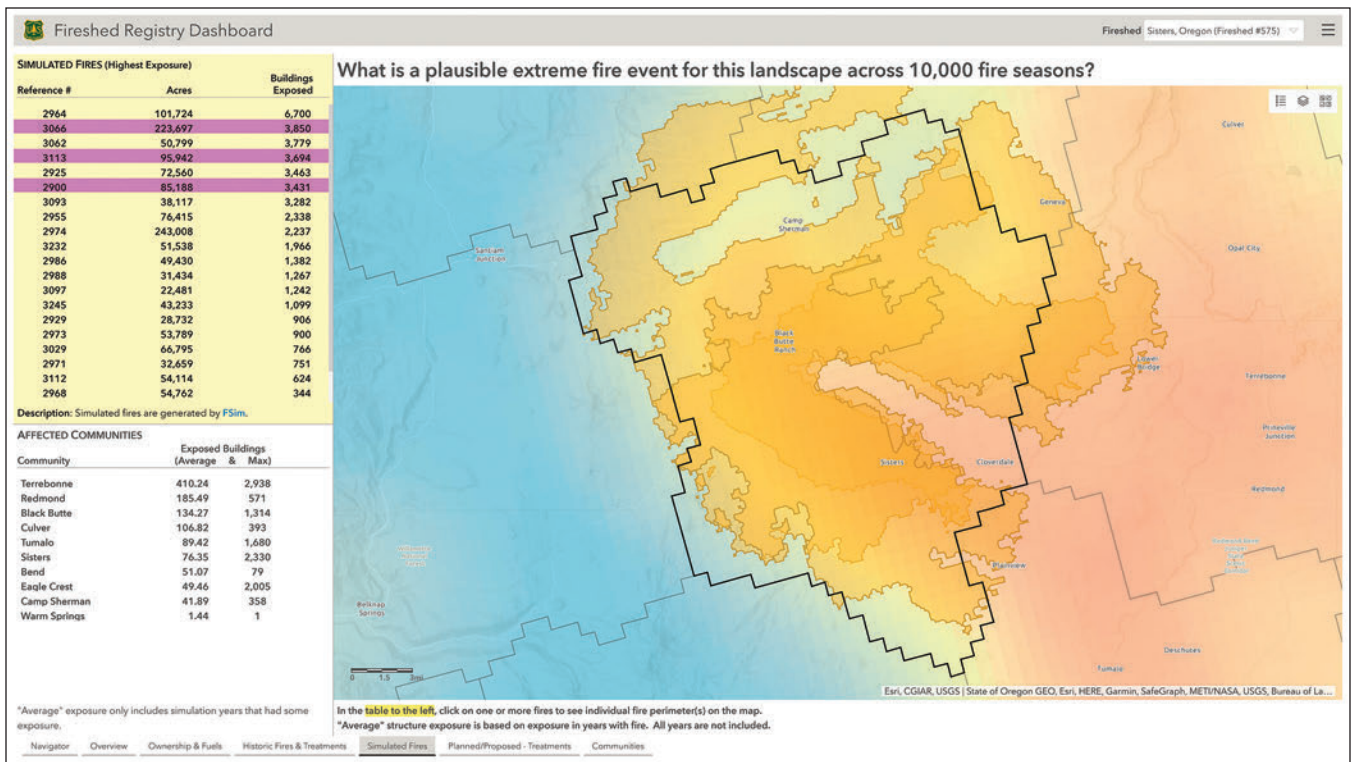 Fireshed Registry Dashboard
Fireshed Sisters, Oregon (Fireshed #575)
SIMULATED FIRES (Highest Exposure)
Reference # Acres Buildings Exposed
2964 101,724 6,700
3066 223,697 3,850
3062 50,799 3,779
3113 95,942 3,694
2925 72,560 3,463
2900 85,188 3,431
3093 38,117 3,282
2955 76,415 2,338
2974 243,008 2,237
3232 51,538 1,966
2986 49,430 1,382
2988 31,434 1,267
3097 22,481 1,242
3245 43,233 1,099
2929 28,732 906
2973 53,789 900
3029 66,795 766
2971 32,659 751
3112 54,114 624
2968 54,762 344
Description: Simulated fires are generated by FSim.
AFFECTED COMMUNITIES
Exposed Buildings
Community (Average & Max)
Terrebonne 410.24 2,938
Redmond 185.49 571
Black Butte 134.27 1,314
Culver 106.82 393
Tumalo 89.42 1,680
Sisters 76.35 2,330
Bend 51.07 79
Eagle Crest 49.46 2,005
Camp Sherman 41.89 358
Warm Springs 1.44 1
"Average" exposure only includes simulation years that had some
exposure.
What is a plausible extreme fire event for this landscape across 10,000 fire seasons?
Culver
Geneva
Camp
Sherman
Santiam
Junction
Opal City
Black
Butte
Ranch
Lower
Bridge
Terrebonne
Prineville
Junction
Sisters
Cloverdale
Redmond
Plainview
Belknap
Springs
Deschutes
Tumalo
0 1.5 3mi
Esri, CGIAR, USGS | State of Oregon GEO, Esri, HERE, Garmin, SafeGraph, METI/NASA, USGS, Bureau of La...
In the table to the left, click on one or more fires to see individual fire perimeter(s) on the map.
"Average" structure exposure is based on exposure in years with fire. All years are not included.
Navigator Overview Ownership & Fuels Historic Fires & Treatments Simulated Fires Planned/Proposed - Treatments Communities